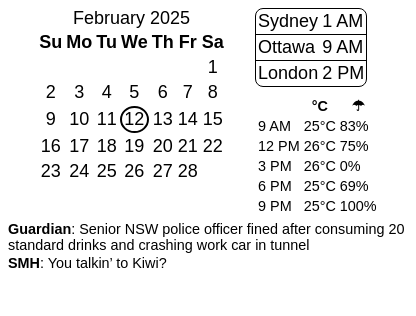 February 2025
Su Mo Tu We Th Fr Sa
1
2 3 4 5 6 7 8
9 10 11 12 13 14 15
16 17 18 19 20 21 22
23 24 25 26 27 28
Sydney 1 AM
Ottawa 9 AM
London 2 PM
°C ☂
9 AM 25°C 83%
12 PM 26°C 75%
3 PM 26°C 0%
6 PM 25°C 69%
9 PM 25°C 100%
Guardian: Senior NSW police officer fined after consuming 20
standard drinks and crashing work car in tunnel
SMH: You talkin’ to Kiwi?